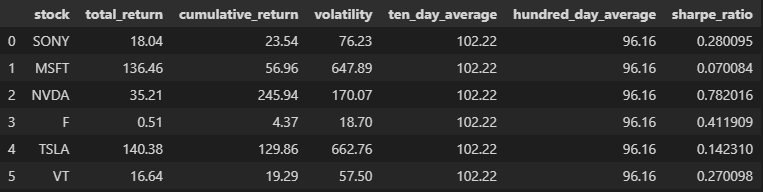 stock total_return cumulative_return volatility ten_day_average hundred_day_average sharpe_ratio
0 SONY 18.04 23.54 76.23 102.22 96.16 0.280095
1 MSFT 136.46 56.96 647.89 102.22 96.16 0.070084
2 NVDA 35.21 245.94 170.07 102.22 96.16 0.782016
3 F 0.51 4.37 18.70 102.22 96.16 0.411909
4 TSLA 140.38 129.86 662.76 102.22 96.16 0.142310
5 VT 16.64 19.29 57.50 102.22 96.16 0.270098